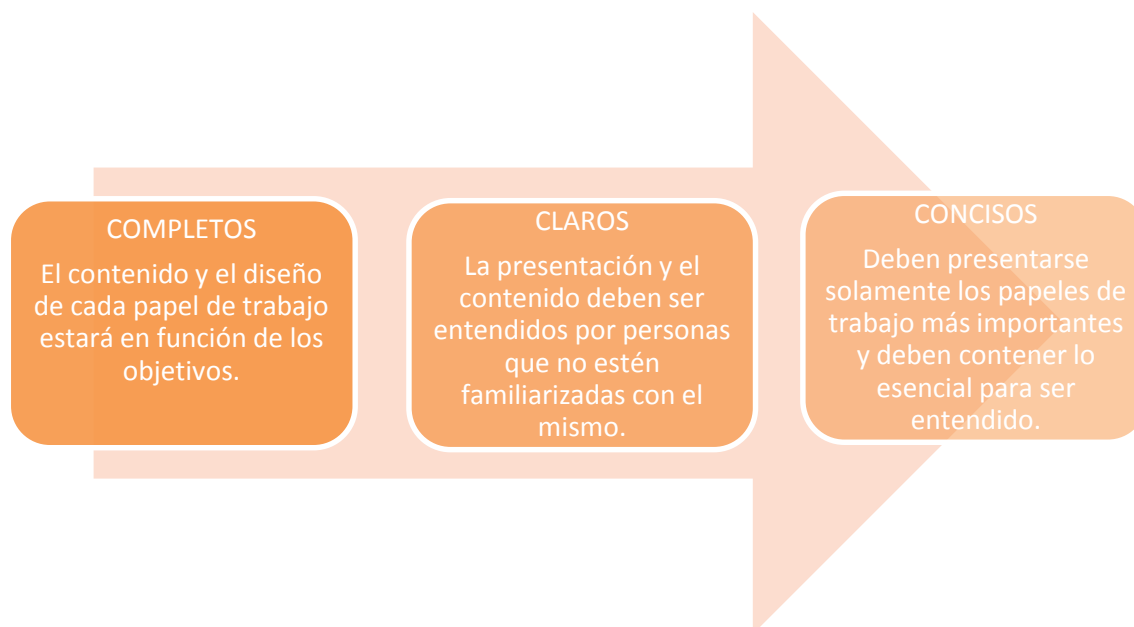 COMPLETOS
El contenido y el diseño
de cada papel de trabajo
estará en función de los
objetivos.
CLAROS
La presentación y el
contenido deben ser
entendidos por personas
que no estén
familiarizadas con el
mismo.
CONCISOS
Deben presentarse
solamente los papeles de
trabajo más importantes
y deben contener lo
esencial para ser
entendido.